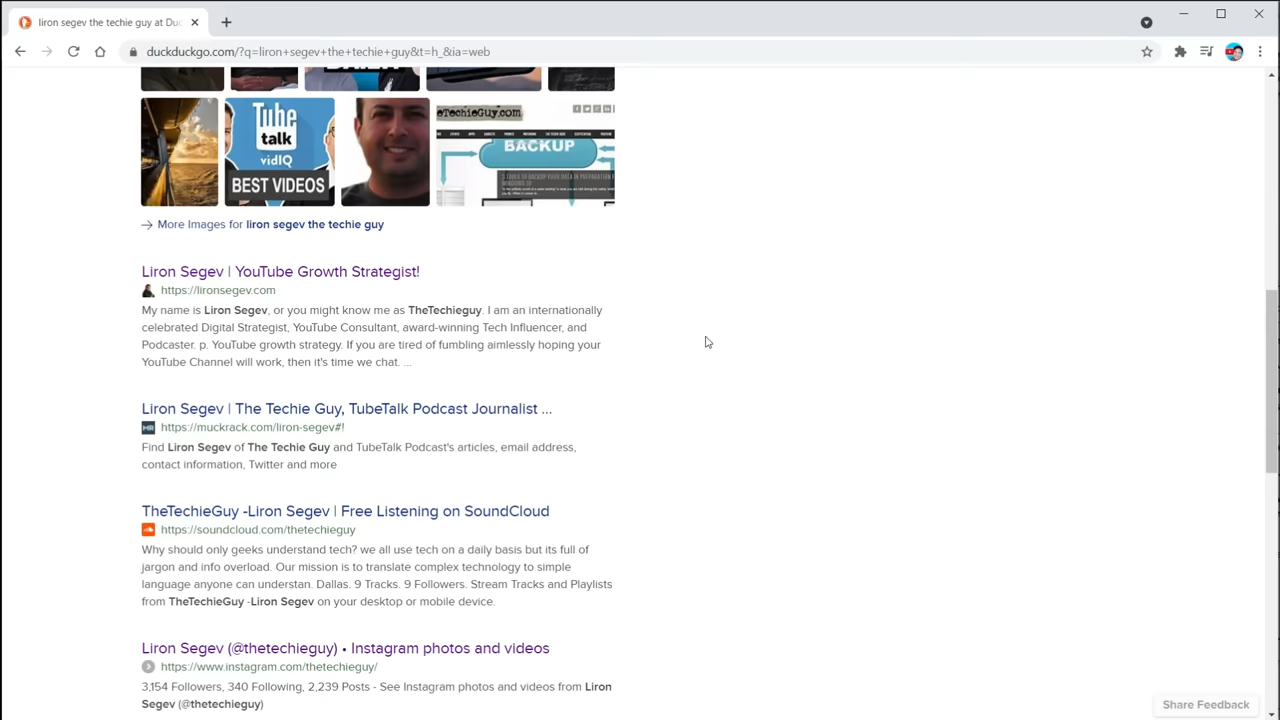 liron segev the techie guy at Duc
duckduckgo.com/?q=liron+segev+the+techie+guy&t=h_&ia=web
Tube
talk
vidIQ
BEST VIDEOS
eTechieGuy.com
BACKUP
More Images for liron segev the techie guy
Liron Segev | YouTube Growth Strategist!
https://lironsegev.com
My name is Liron Segev, or you might know me as TheTechieguy. I am an internationally
celebrated Digital Strategist, YouTube Consultant, award-winning Tech Influencer, and
Podcaster. p. YouTube growth strategy. If you are tired of fumbling aimlessly hoping your
YouTube Channel will work, then it's time we chat. ...
Liron Segev | The Techie Guy, TubeTalk Podcast Journalist ...
MR
https://muckrack.com/liron-segev#!
Find Liron Segev of The Techie Guy and TubeTalk Podcast's articles, email address,
contact information, Twitter and more
TheTechieGuy -Liron Segev | Free Listening on SoundCloud
https://soundcloud.com/thetechieguy
Why should only geeks understand tech? we all use tech on a daily basis but its full of
jargon and info overload. Our mission is to translate complex technology to simple
language anyone can understan. Dallas. 9 Tracks. 9 Followers. Stream Tracks and Playlists
from TheTechieGuy -Liron Segev on your desktop or mobile device.
Liron Segev (@thetechieguy) • Instagram photos and videos
https://www.instagram.com/thetechieguy/
3,154 Followers, 340 Following, 2,239 Posts - See Instagram photos and videos from Liron
Segev (@thetechieguy)
Share Feedback